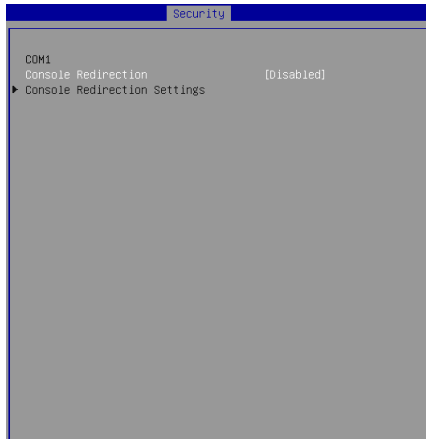 Security
COM1
Console Redirection [Disabled]
Console Redirection Settings